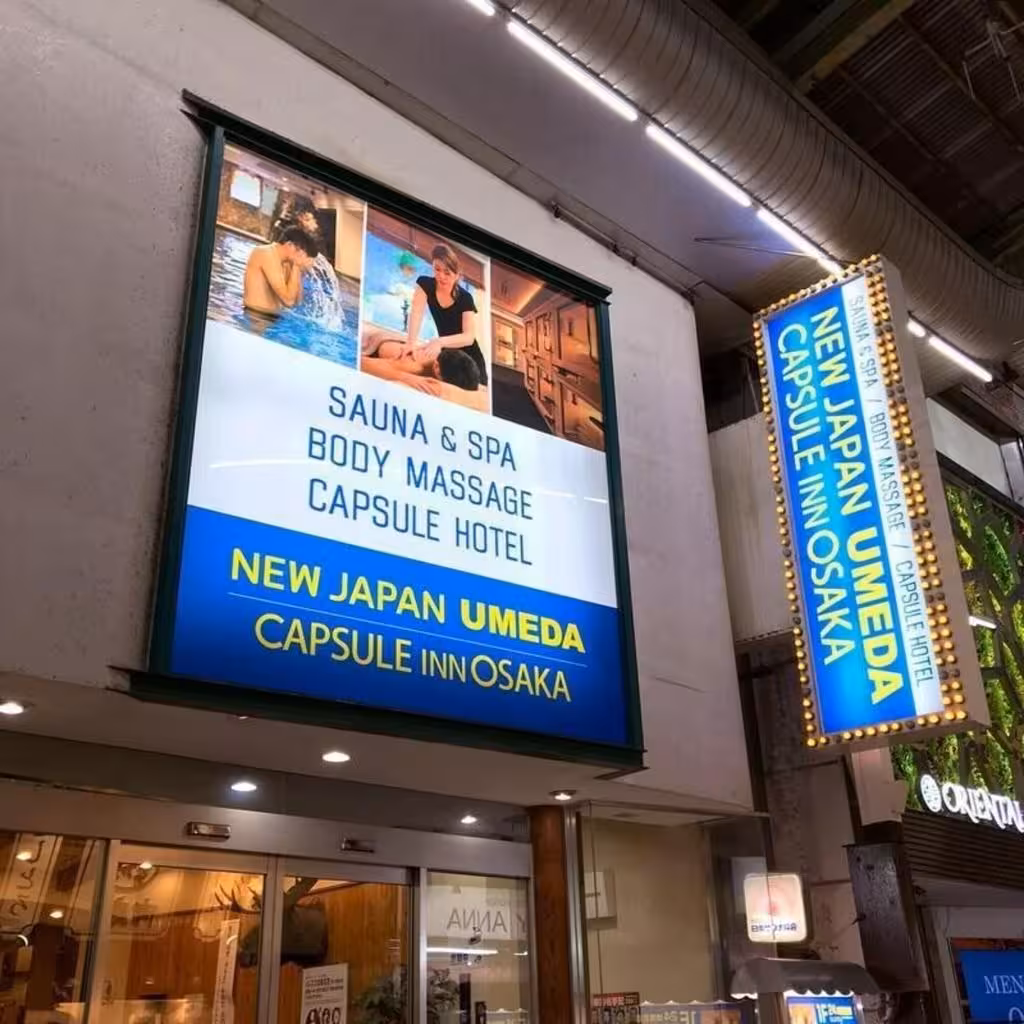 SAUNA & SPA
BODY MASSAGE
CAPSULE HOTEL
NEW JAPAN UMEDA
CAPSULE INN OSAKA
SAUNA & SPA / BODY MASSAGE / CAPSULE HOTEL
NEW JAPAN UMEDA
CAPSULE INN OSAKA
ORIENTAL
ANNA
MEN